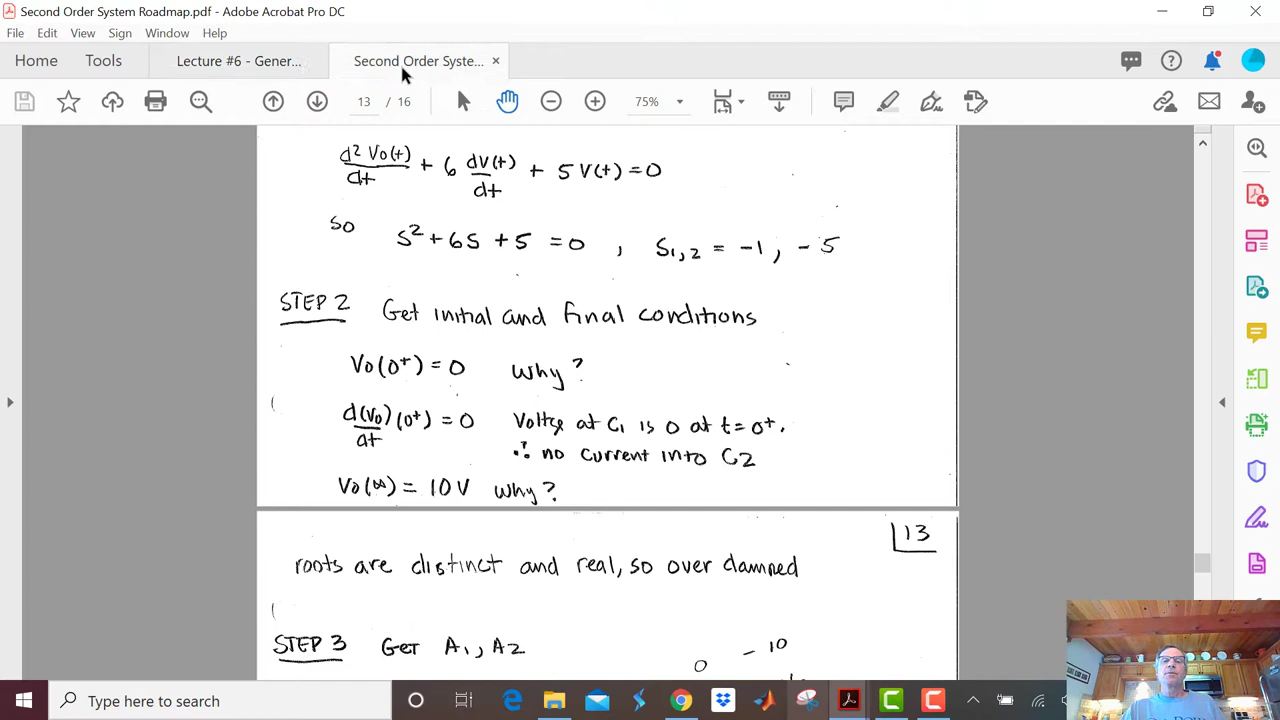 Second Order System Roadmap.pdf - Adobe Acrobat Pro DC
File Edit View Sign Window Help
Home Tools Lecture #6 - Gener... Second Order Syste... ×
13 / 16 75%
d2 Vo(t)/dt + 6 dV(t)/dt + 5 V(t) = 0
so S²+6S+5 = 0 , S1,2 = -1, -5
STEP 2 Get initial and final conditions
Vo(0+) = 0 why?
d(Vo)/dt (0+) = 0 Voltge at C1 is 0 at t=0+.
∴ no current into C2
Vo(∞) = 10V why?
13
roots are distinct and real, so over damped
STEP 3 Get A1, A2
0 - 10
Type here to search